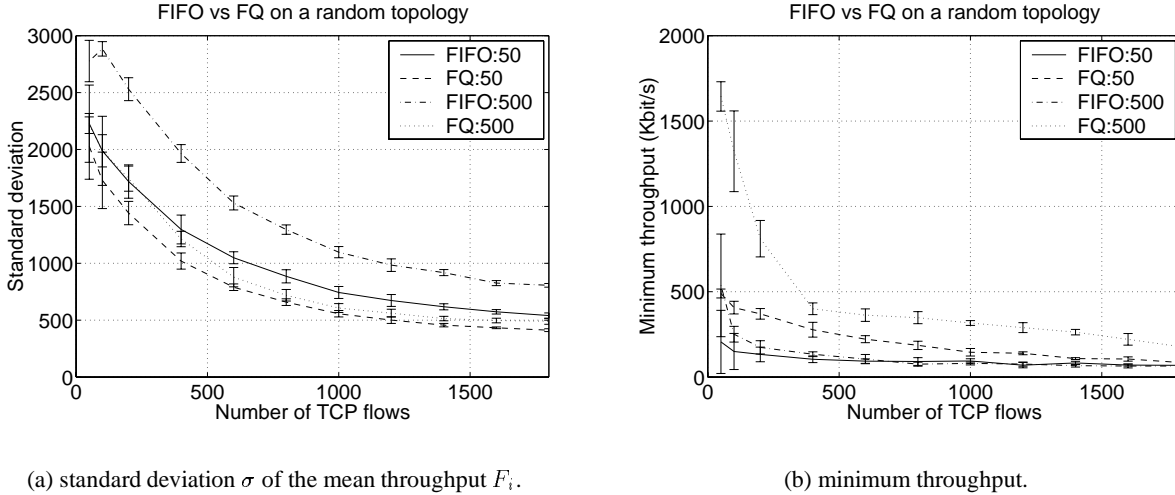 FIFO vs FQ on a random topology
3000
2500
2000
1500
1000
500
0
Standard deviation
FIFO:50
FQ:50
FIFO:500
FQ:500
0 500 1000 1500
Number of TCP flows
(a) standard deviation σ of the mean throughput Fᵢ.
FIFO vs FQ on a random topology
2000
1500
1000
500
0
Minimum throughput (Kbit/s)
FIFO:50
FQ:50
FIFO:500
FQ:500
0 500 1000 1500
Number of TCP flows
(b) minimum throughput.